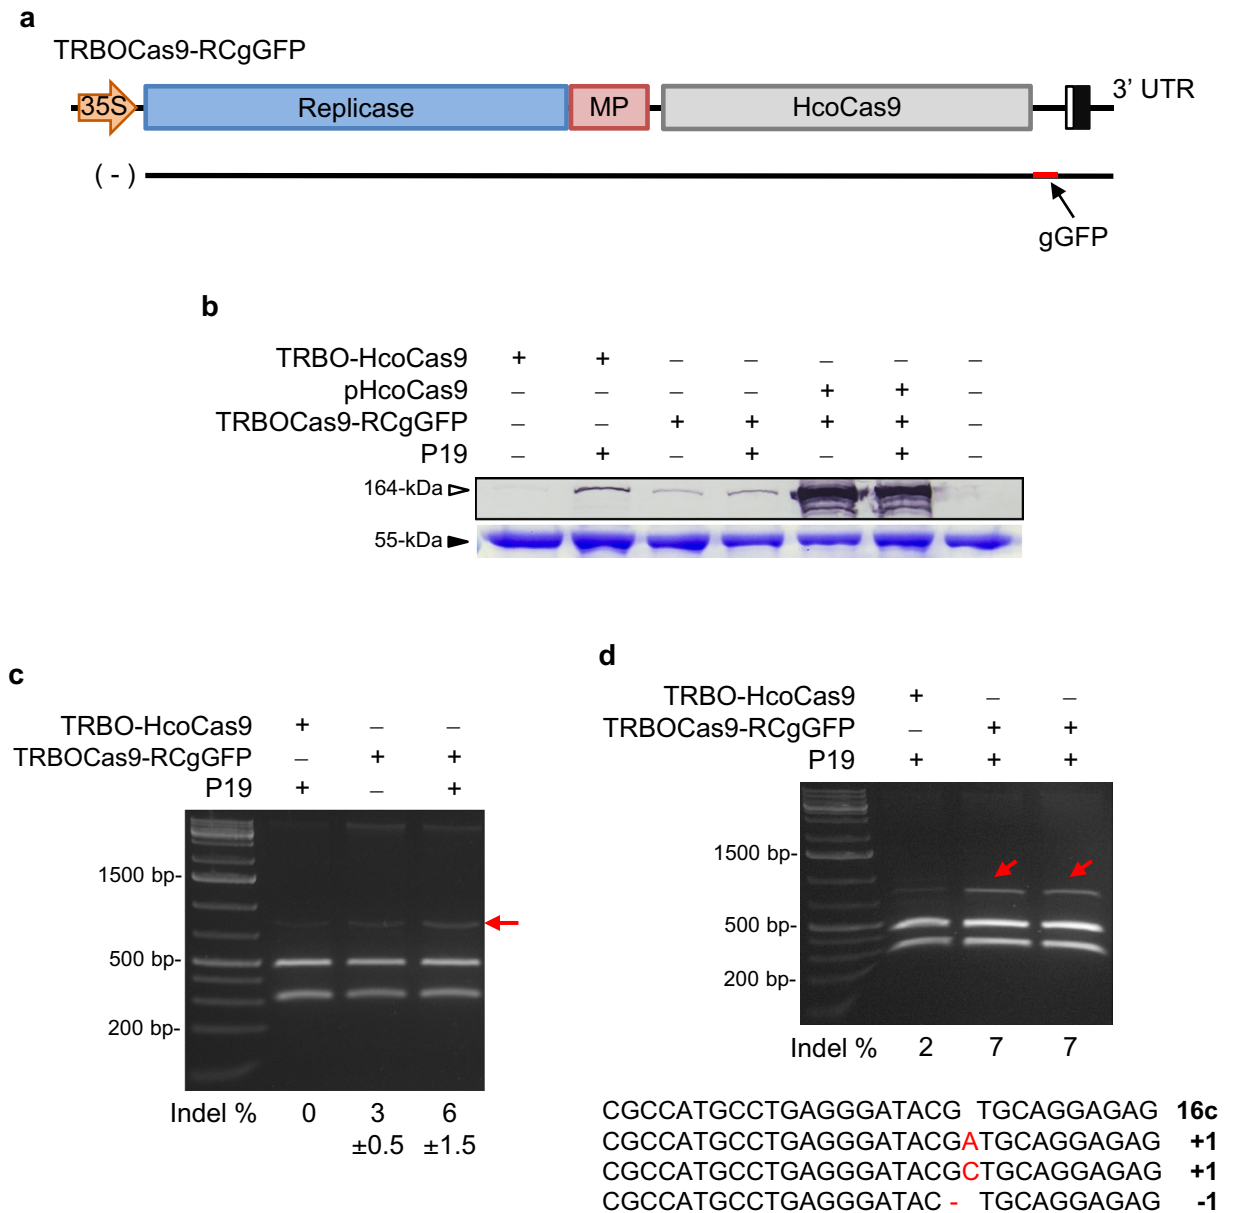 a
TRBOCas9-RCgGFP
35S Replicase MP HcoCas9 3’ UTR
( - )
gGFP
b
TRBO-HcoCas9 + + – – – – –
pHcoCas9 – – – – + + –
TRBOCas9-RCgGFP – – + + + + –
P19 – + – + – + –
164-kDa
55-kDa
c
TRBO-HcoCas9 + – –
TRBOCas9-RCgGFP – + +
P19 + – +
1500 bp-
500 bp-
200 bp-
Indel % 0 3 6
±0.5 ±1.5
d
TRBO-HcoCas9 + – –
TRBOCas9-RCgGFP – + +
P19 + + +
1500 bp-
500 bp-
200 bp-
Indel % 2 7 7
CGCCATGCCTGAGGGATACG TGCAGGAGAG 16c
CGCCATGCCTGAGGGATACGATGCAGGAGAG +1
CGCCATGCCTGAGGGATACGCTGCAGGAGAG +1
CGCCATGCCTGAGGGATAC - TGCAGGAGAG -1